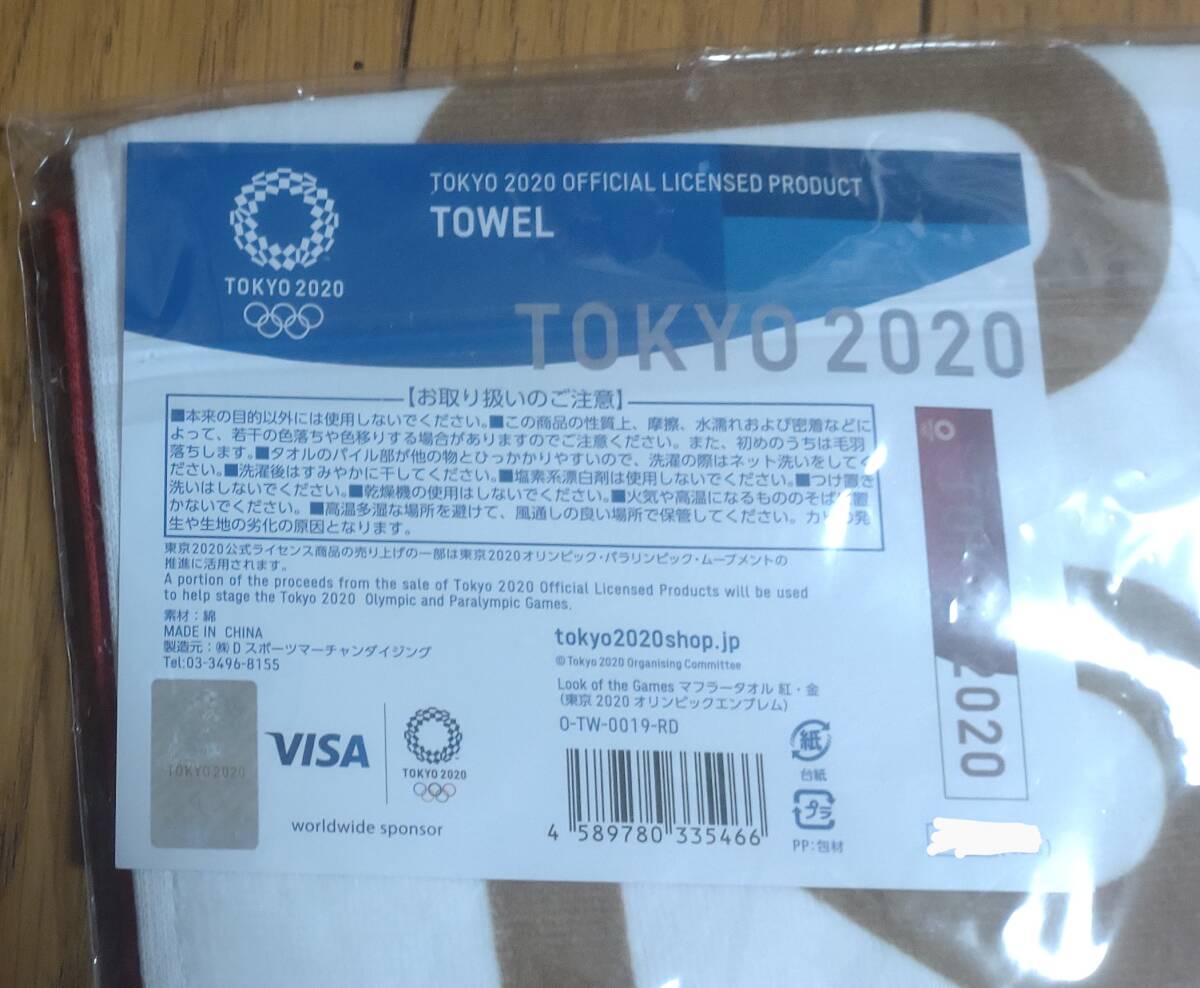 TOKYO 2020 OFFICIAL LICENSED PRODUCT
TOWEL
TOKYO 2020
TOKYO 2020
【お取り扱いのご注意】
■本来の目的以外には使用しないでください。■この商品の性質上、摩擦、水濡れおよび密着などに
よって、若干の色落ちや色移りする場合がありますのでご注意ください。また、初めのうちは毛羽
落ちします。■タオルのパイル部が他の物とひっかかりやすいので、洗濯の際はネット洗いをしてく
ださい。■洗濯後はすみやかに干してください。■塩素系漂白剤は使用しないでください。■つけ置き
洗いはしないでください。■乾燥機の使用はしないでください。■火気や高温になるもののそば 置
かないでください。■高温多湿な場所を避けて、風通しの良い場所で保管してください。カビの発
生や生地の劣化の原因となります。
東京2020公式ライセンス商品の売り上げの一部は東京2020オリンピック・パラリンピック・ムーブメントの
推進に活用されます。
A portion of the proceeds from the sale of Tokyo 2020 Official Licensed Products will be used
to help stage the Tokyo 2020 Olympic and Paralympic Games.
素材：綿
MADE IN CHINA
製造元：㈱Dスポーツマーチャンダイジング
Tel:03-3496-8155
tokyo2020shop.jp
©Tokyo 2020 Organising Committee
Look of the Games マフラータオル 紅・金
(東京2020オリンピックエンブレム)
O-TW-0019-RD
TOKYO 2020
VISA
TOKYO 2020
worldwide sponsor
4 589780 335466
紙
台紙
プラ
PP:包材
2020